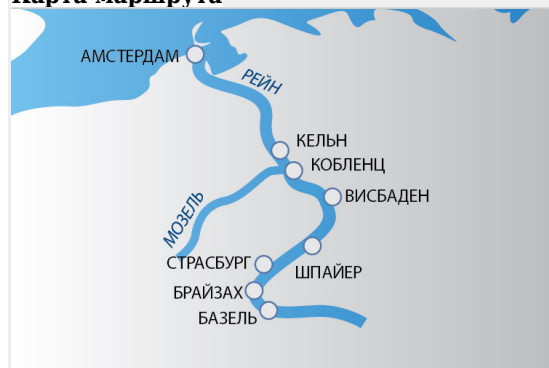 Карта маршрута
АМСТЕРДАМ
РЕЙН
КЕЛЬН
КОБЛЕНЦ
ВИСБАДЕН
МОЗЕЛЬ
СТРАСБУРГ
ШПАЙЕР
БРАЙЗАХ
БАЗЕЛЬ